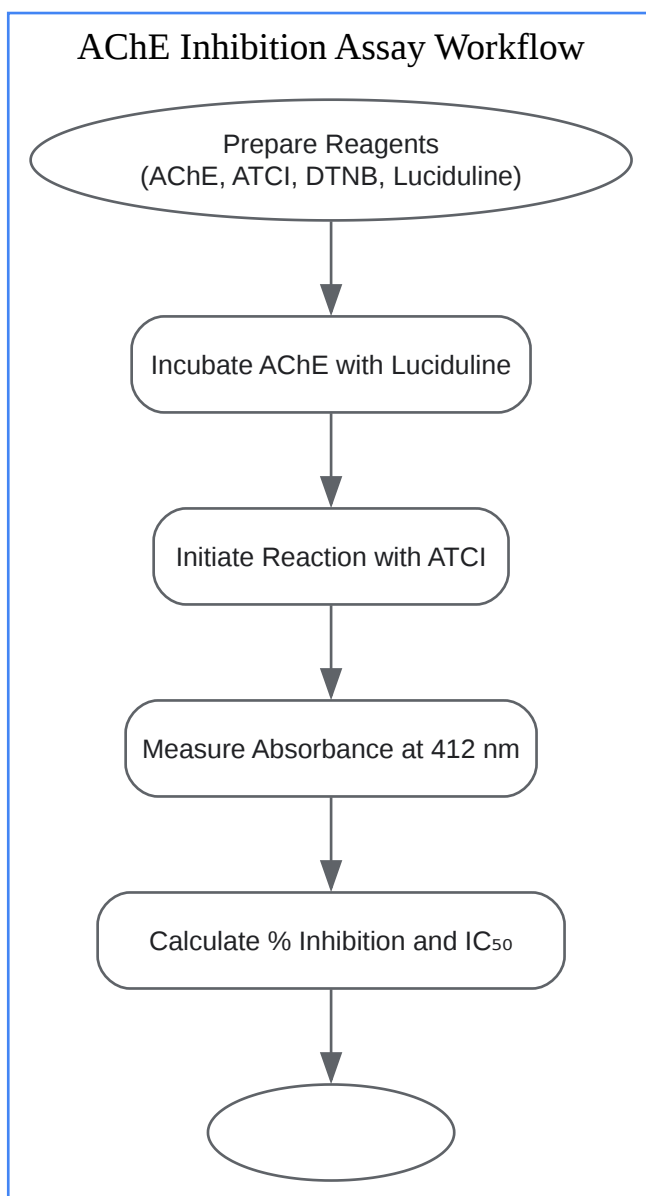 AChE Inhibition Assay Workflow
Prepare Reagents
(AChE, ATCI, DTNB, Luciduline)
Incubate AChE with Luciduline
Initiate Reaction with ATCI
Measure Absorbance at 412 nm
Calculate % Inhibition and IC₅₀